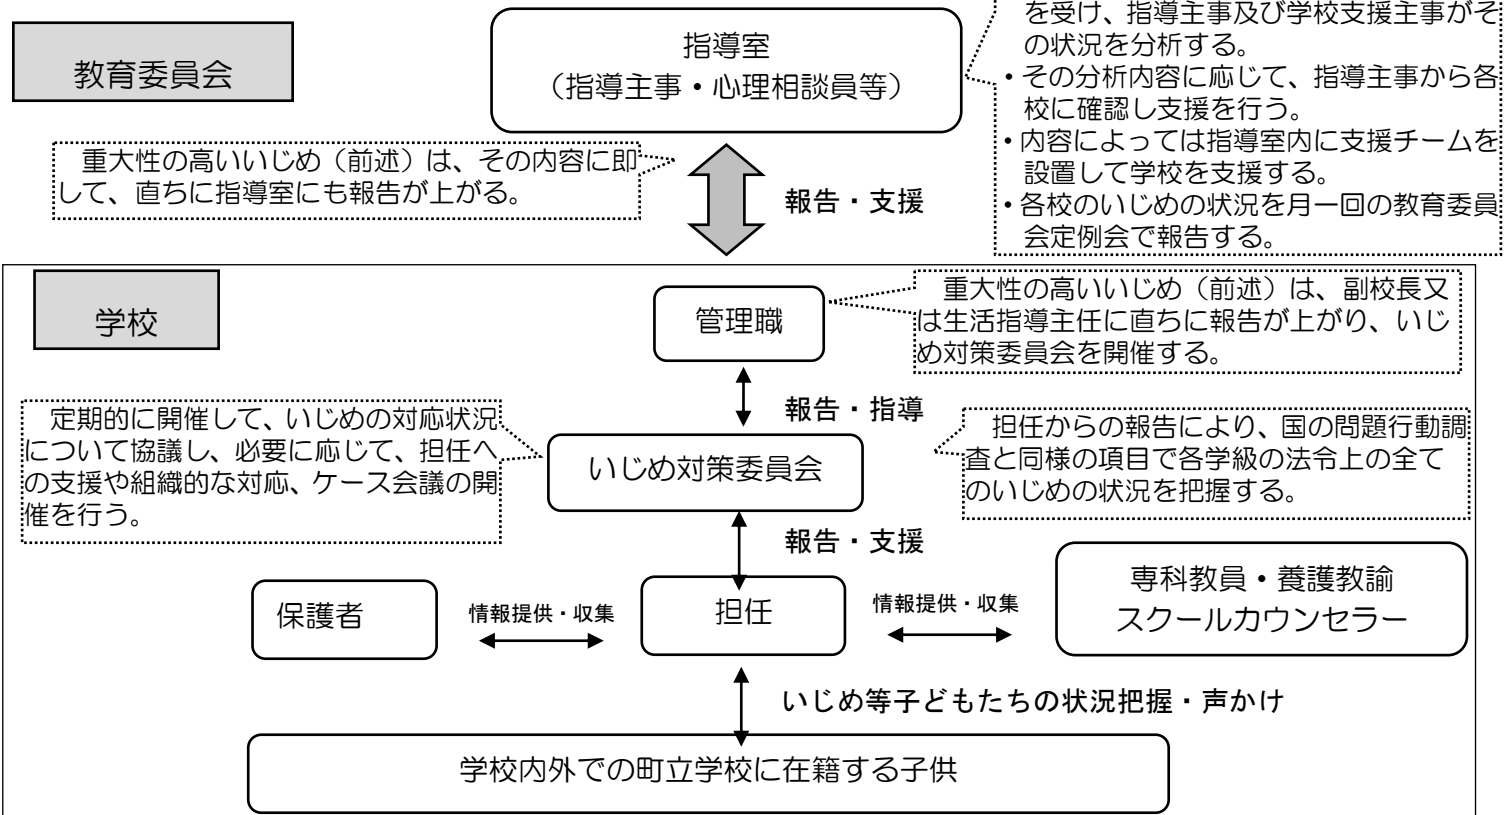 を受け、指導主事及び学校支援主事がそ
の状況を分析する。
・その分析内容に応じて、指導主事から各
校に確認し支援を行う。
・内容によっては指導室内に支援チームを
設置して学校を支援する。
・各校のいじめの状況を月一回の教育委員
会定例会で報告する。
教育委員会
指導室
（指導主事・心理相談員等）
重大性の高いいじめ（前述）は、その内容に即
して、直ちに指導室にも報告が上がる。
報告・支援
学校
管理職
重大性の高いいじめ（前述）は、副校長又
は生活指導主任に直ちに報告が上がり、いじ
め対策委員会を開催する。
報告・指導
定期的に開催して、いじめの対応状況
について協議し、必要に応じて、担任へ
の支援や組織的な対応、ケース会議の開
催を行う。
いじめ対策委員会
担任からの報告により、国の問題行動調
査と同様の項目で各学級の法令上の全て
のいじめの状況を把握する。
報告・支援
保護者
情報提供・収集
担任
情報提供・収集
専科教員・養護教諭
スクールカウンセラー
いじめ等子どもたちの状況把握・声かけ
学校内外での町立学校に在籍する子供